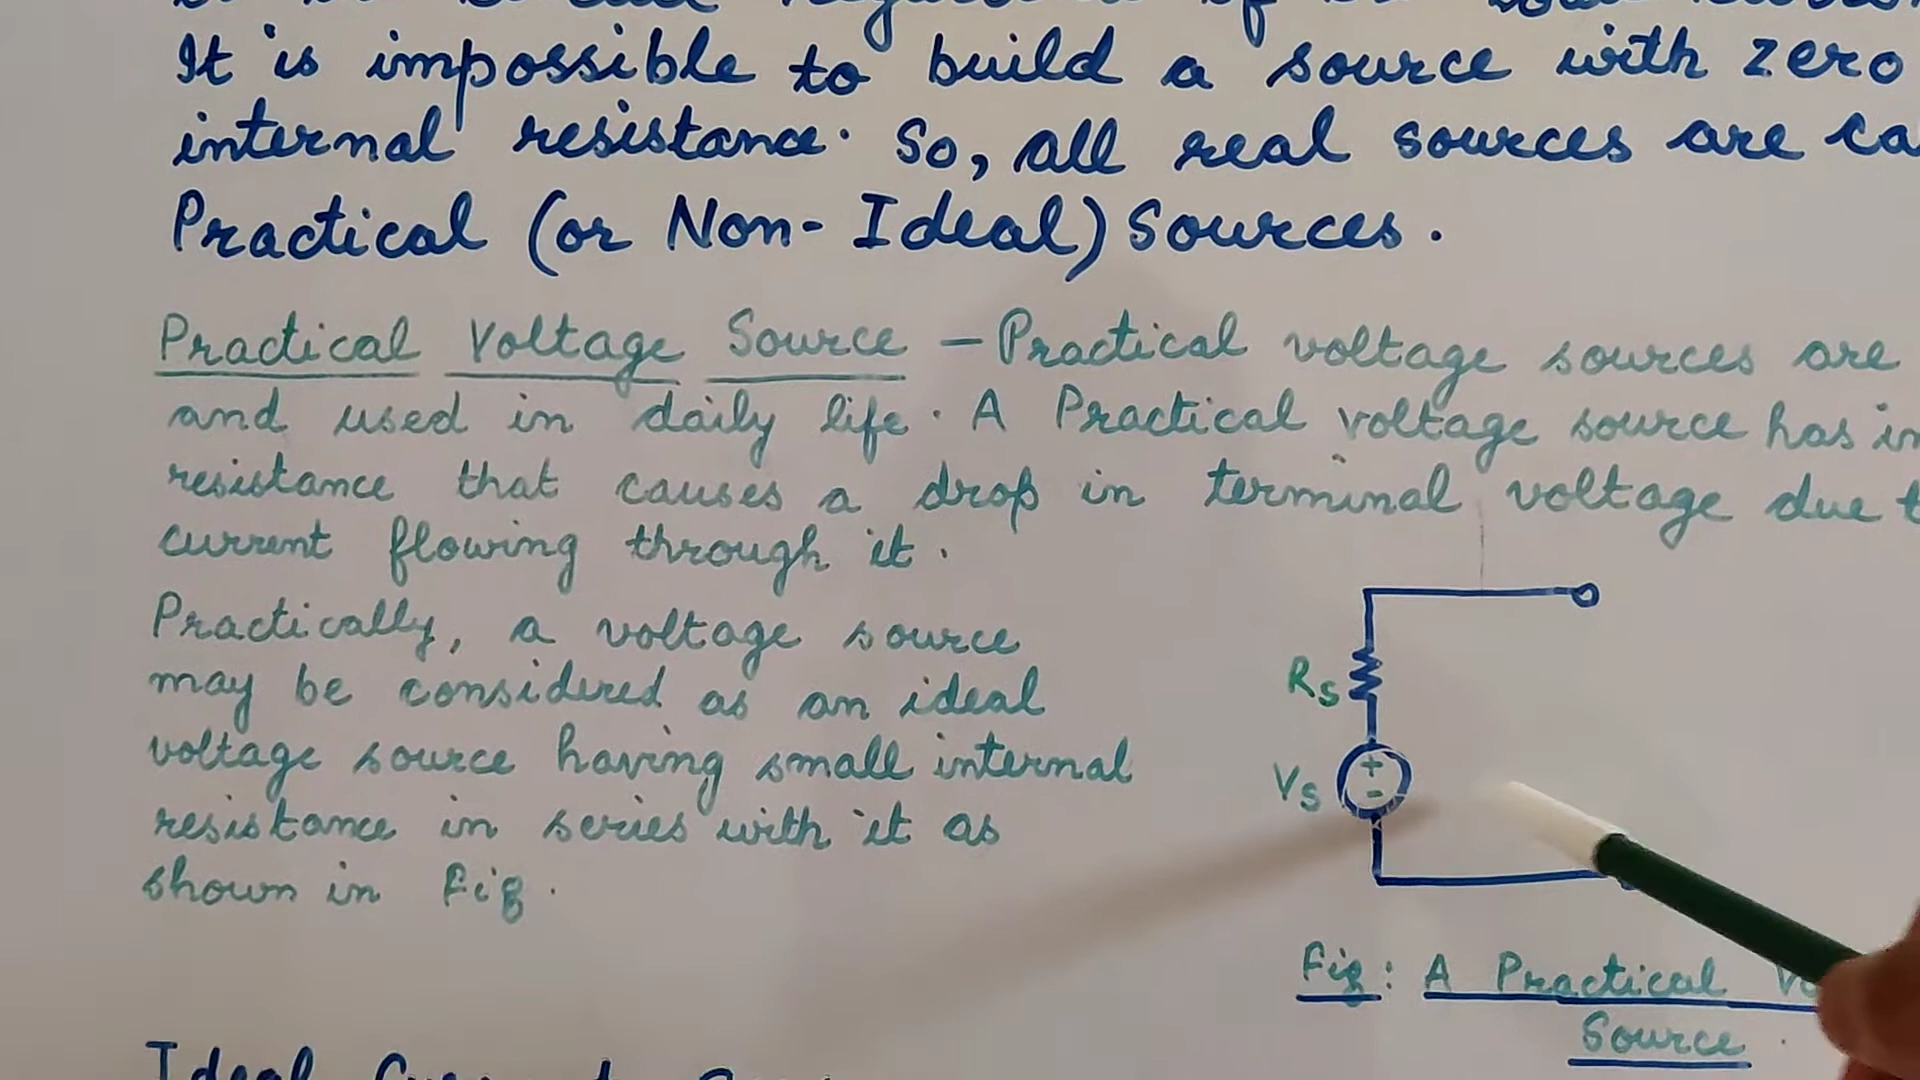 It is impossible to build a source with zero
internal resistance. So, all real sources are
Practical (or Non-Ideal) Sources.
Practical Voltage Source - Practical voltage sources are
and used in daily life. A Practical voltage source has
resistance that causes a drop in terminal voltage due
current flowing through it.
Practically, a voltage source
may be considered as an ideal
voltage source having small internal
resistance in series with it as
shown in Fig.
Rs
+
Vs
-
Fig: A Practical
Source.
Ideal